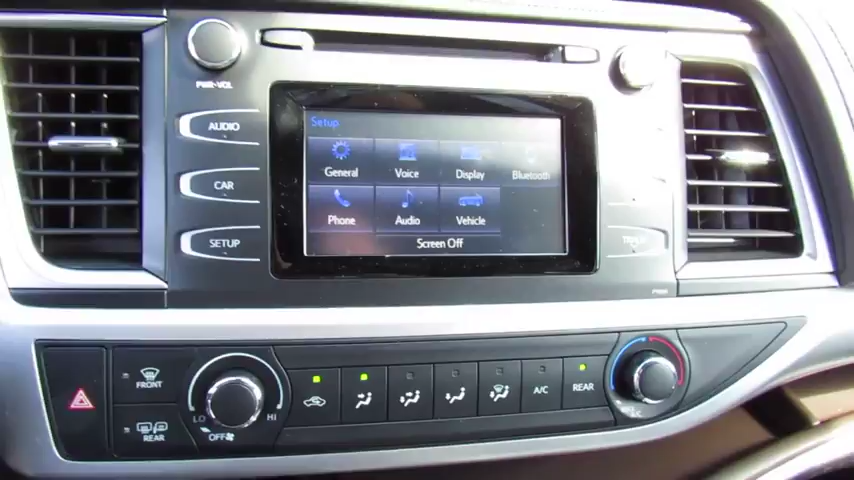 PWR·VOL
AUDIO
CAR
SETUP
Setup
General Voice Display Bluetooth
Phone Audio Vehicle
Screen Off
FRONT
REAR
LO HI
OFF
A/C
REAR